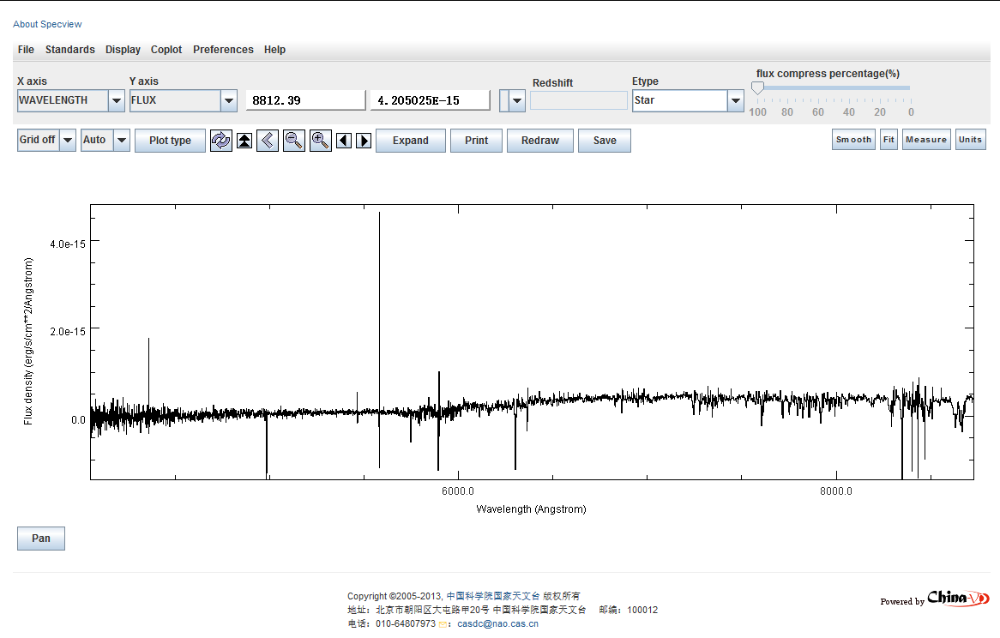 About Specview
File Standards Display Coplot Preferences Help
X axis Y axis Redshift Etype flux compress percentage(%)
WAVELENGTH FLUX 8812.39 4.205025E-15 Star
100 80 60 40 20 0
Grid off Auto Plot type Expand Print Redraw Save Smooth Fit Measure Units
4.0e-15
2.0e-15
0.0
Flux density (erg/s/cm**2/Angstrom)
6000.0 8000.0
Wavelength (Angstrom)
Pan
Copyright ©2005-2013, 中国科学院国家天文台 版权所有
地址：北京市朝阳区大屯路甲20号 中国科学院国家天文台 邮编：100012
电话：010-64807973 ：casdc@nao.cas.cn
Powered by China-VO